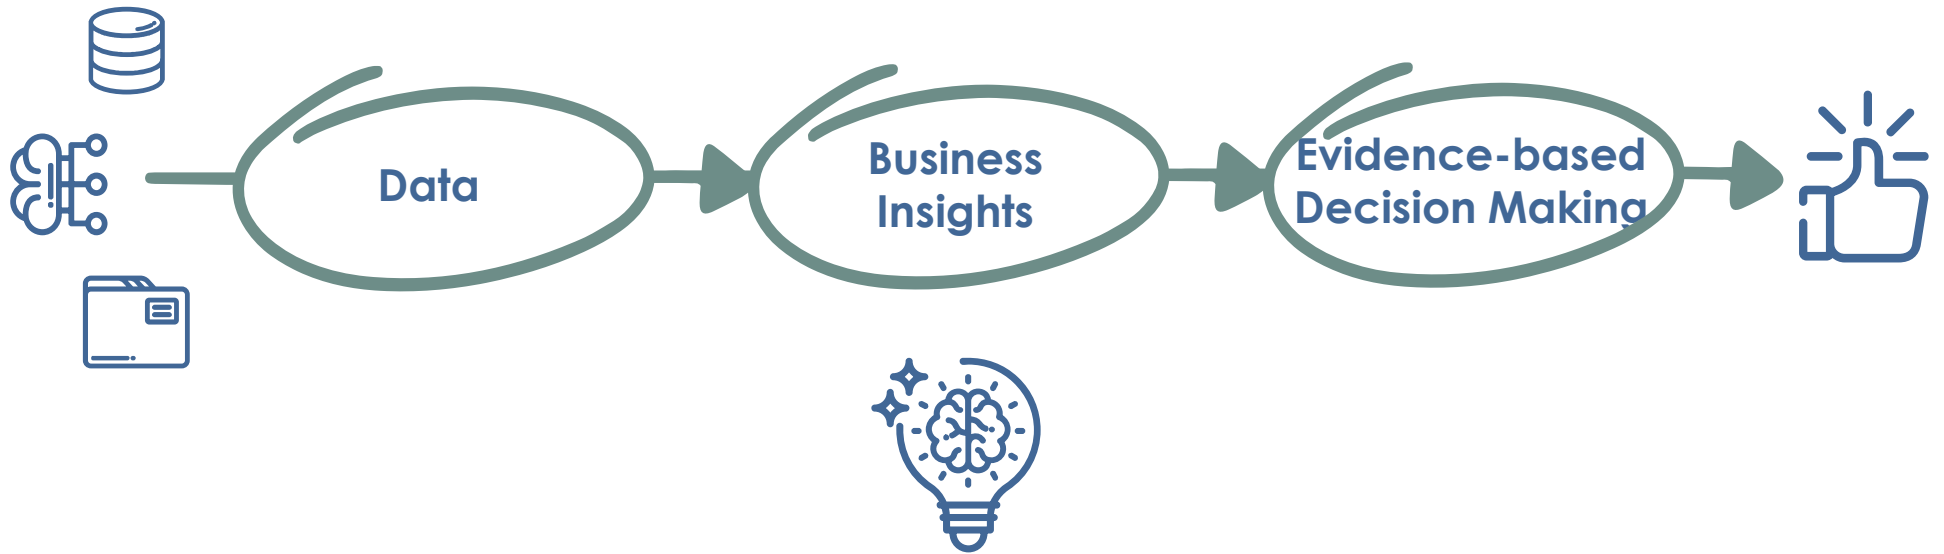 Data
Business
Insights
Evidence-based
Decision Making